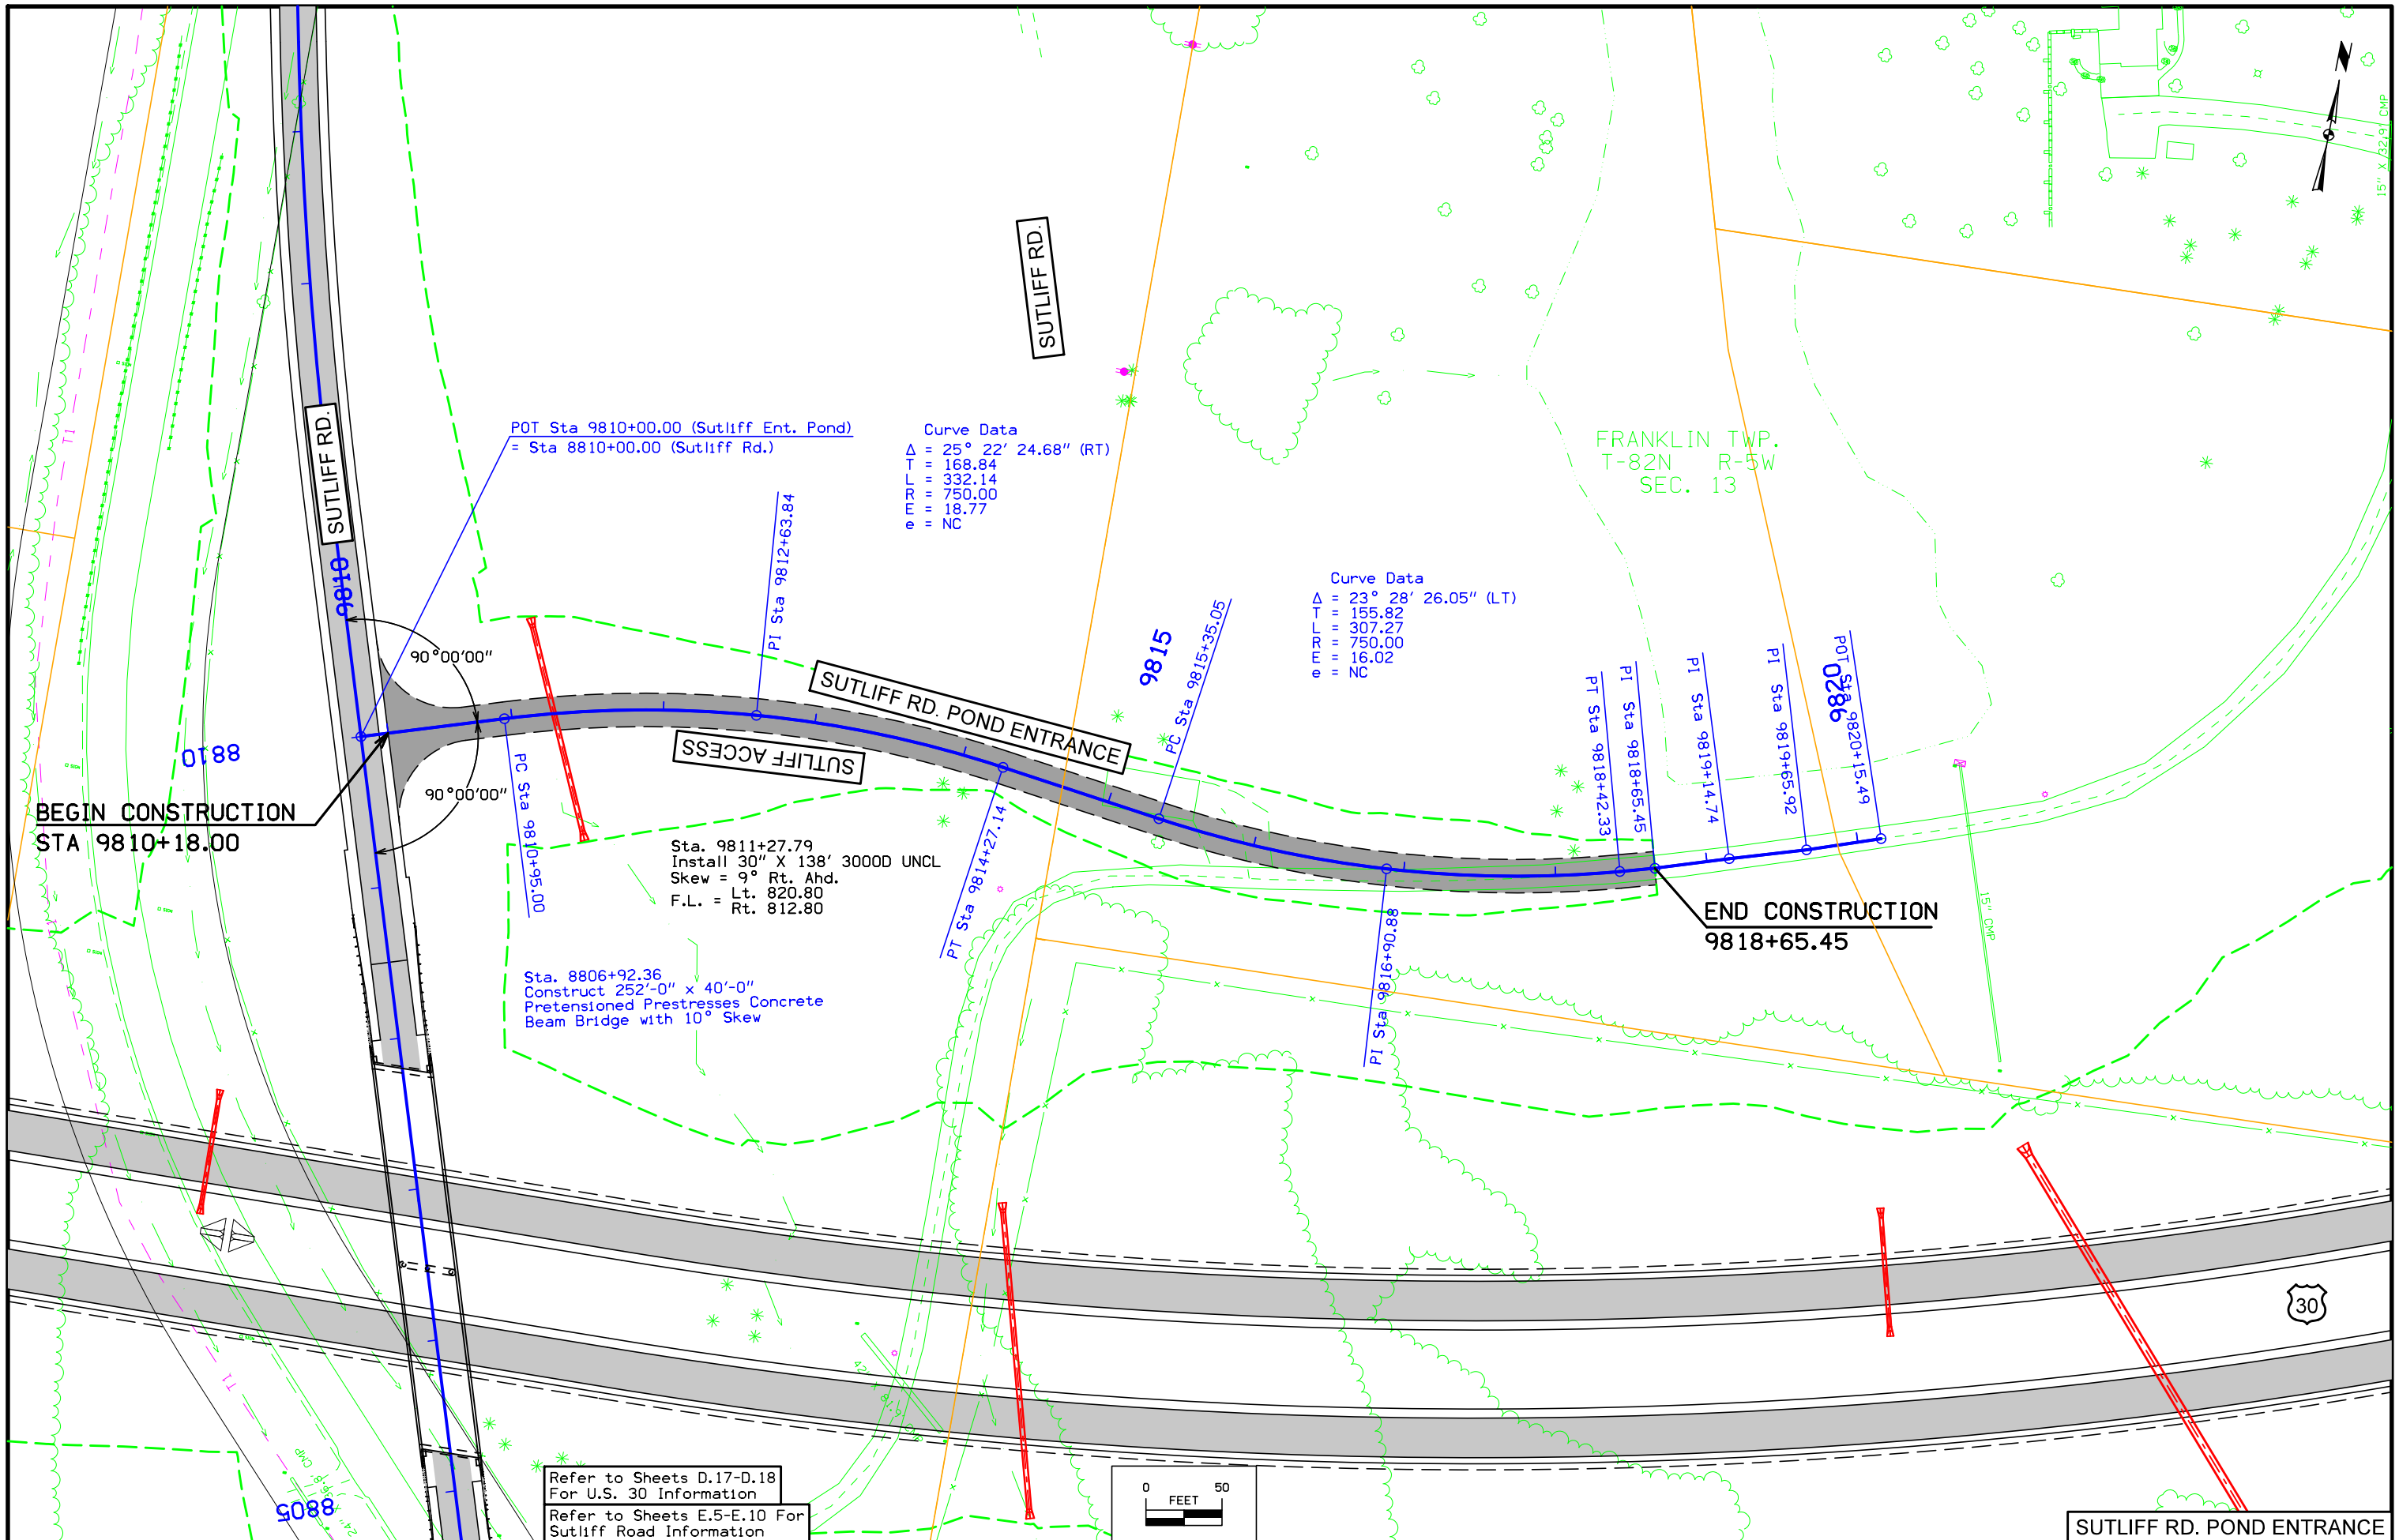 15" X 32.9' CMP
SUTLIFF RD.
T1
SUTLIFF RD.
POT Sta 9810+00.00 (Sutliff Ent. Pond)
= Sta 8810+00.00 (Sutliff Rd.)
Curve Data
Δ = 25° 22' 24.68" (RT)
T = 168.84
L = 332.14
R = 750.00
E = 18.77
e = NC
FRANKLIN TWP.
T-82N R-5W
SEC. 13
PI Sta 9812+63.84
9810
90°00'00"
Curve Data
Δ = 23° 28' 26.05" (LT)
T = 155.82
L = 307.27
R = 750.00
E = 16.02
e = NC
9815
PC Sta 9815+35.05
SUTLIFF RD. POND ENTRANCE
SUTLIFF ACCESS
PT Sta 9818+42.33
PI Sta 9818+65.45
PI Sta 9819+14.74
PI Sta 9819+65.92
9820
POT Sta 9820+15.49
8810
90°00'00"
BEGIN CONSTRUCTION
STA 9810+18.00
PC Sta 9810+95.00
Sta. 9811+27.79
Install 30" X 138' 3000D UNCL
Skew = 9° Rt. Ahd.
F.L. = Lt. 820.80
Rt. 812.80
PT Sta 9814+27.14
PI Sta 9816+90.88
END CONSTRUCTION
9818+65.45
15" CMP
Sta. 8806+92.36
Construct 252'-0" x 40'-0"
Pretensioned Prestresses Concrete
Beam Bridge with 10° Skew
30
T1
8805
Refer to Sheets D.17-D.18
For U.S. 30 Information
Refer to Sheets E.5-E.10 For
Sutliff Road Information
0 50
FEET
SUTLIFF RD. POND ENTRANCE